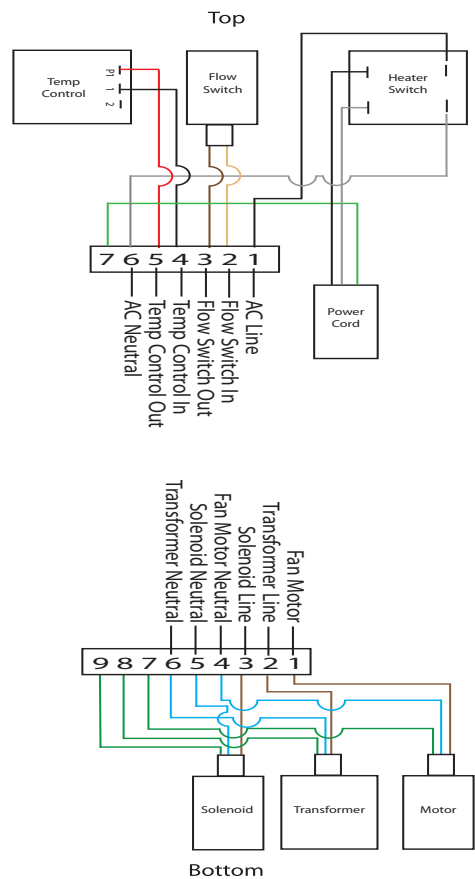 Top
Temp
Control
P1
1
2
Flow
Switch
Heater
Switch
7 6 5 4 3 2 1
AC Neutral
Temp Control Out
Temp Control In
Flow Switch Out
Flow Switch In
AC Line
Power
Cord
Transformer Neutral
Solenoid Neutral
Fan Motor Neutral
Solenoid Line
Transformer Line
Fan Motor
9 8 7 6 5 4 3 2 1
Solenoid
Transformer
Motor
Bottom